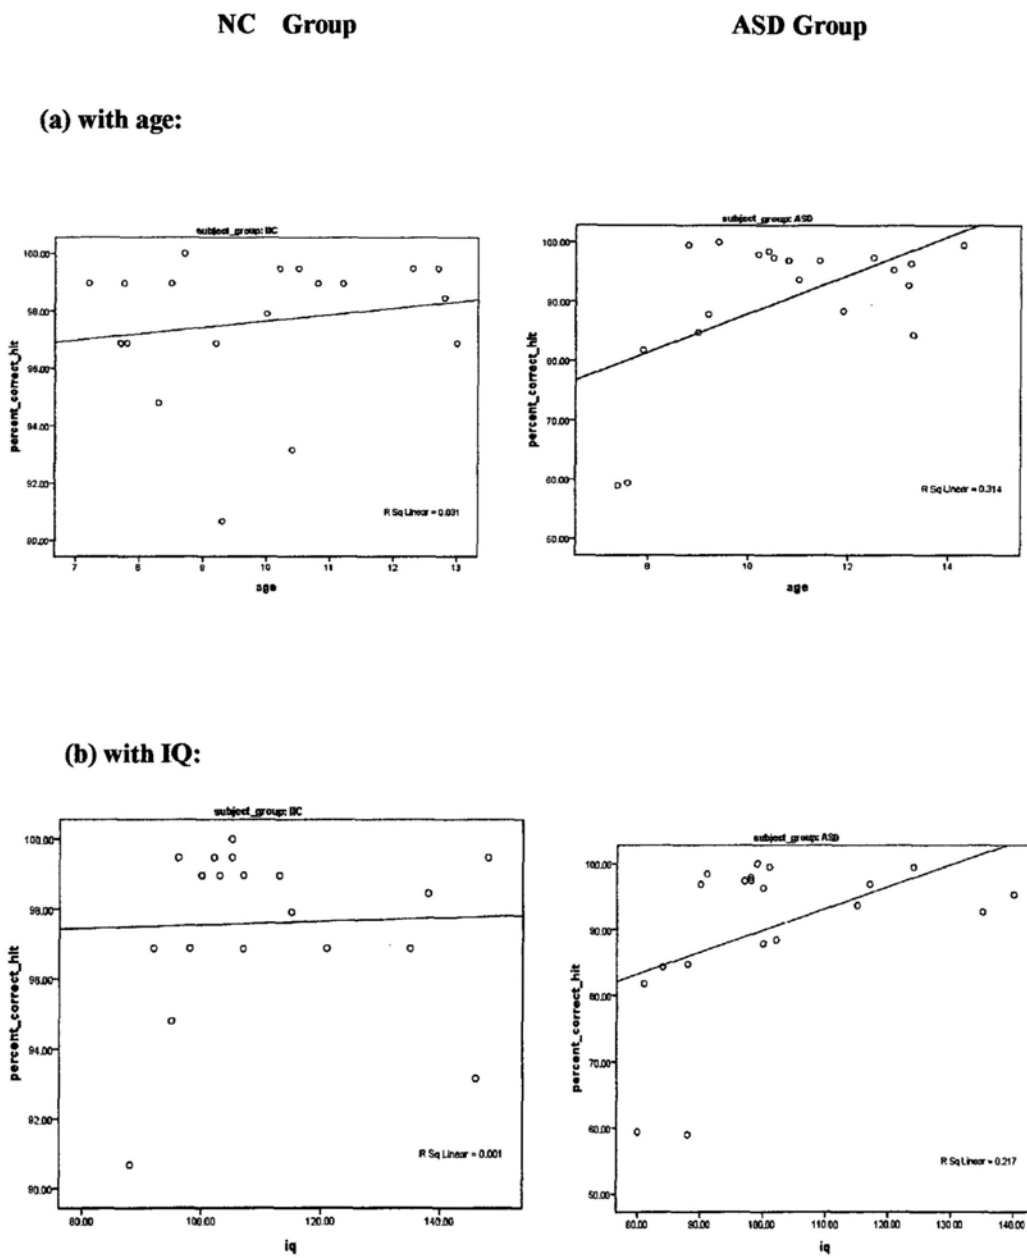 NC Group
ASD Group
(a) with age:
subject_group: NC
percent_correct_hit
100.00
98.00
96.00
94.00
92.00
90.00
R Sq Linear = 0.031
7
8
9
10
11
12
13
age
subject_group: ASD
percent_correct_hit
100.00
90.00
80.00
70.00
60.00
50.00
R Sq Linear = 0.314
8
10
12
14
age
(b) with IQ:
subject_group: NC
percent_correct_hit
100.00
98.00
96.00
94.00
92.00
90.00
R Sq Linear = 0.001
80.00
100.00
120.00
140.00
iq
subject_group: ASD
percent_correct_hit
100.00
90.00
80.00
70.00
60.00
50.00
R Sq Linear = 0.217
80.00
90.00
100.00
110.00
120.00
130.00
140.00
iq